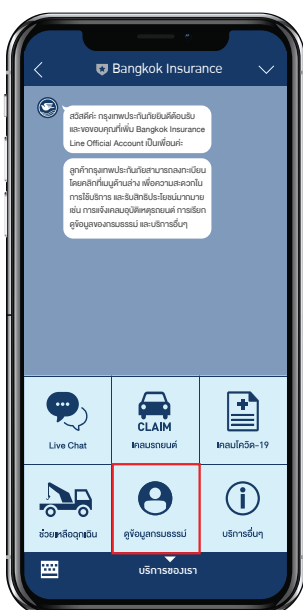 Bangkok Insurance
สวัสดีค่ะ กรุงเทพประกันภัยยินดีต้อนรับ
และขอขอบคุณที่เพิ่ม Bangkok Insurance
Line Official Account เป็นเพื่อนค่ะ
ลูกค้ากรุงเทพประกันภัยสามารถลงทะเบียน
โดยคลิกที่เมนูด้านล่าง เพื่อความสะดวกใน
การใช้บริการ และรับสิทธิประโยชน์มากมาย
เช่น การแจ้งเคลมอุบัติเหตุรถยนต์ การเรียก
ดูข้อมูลของกรมธรรม์ และบริการอื่นๆ
CLAIM
Live Chat
เคลมรถยนต์
เคลมโควิด-19
ช่วยเหลือฉุกเฉิน
ดูข้อมูลกรมธรรม์
บริการอื่นๆ
บริการของเรา